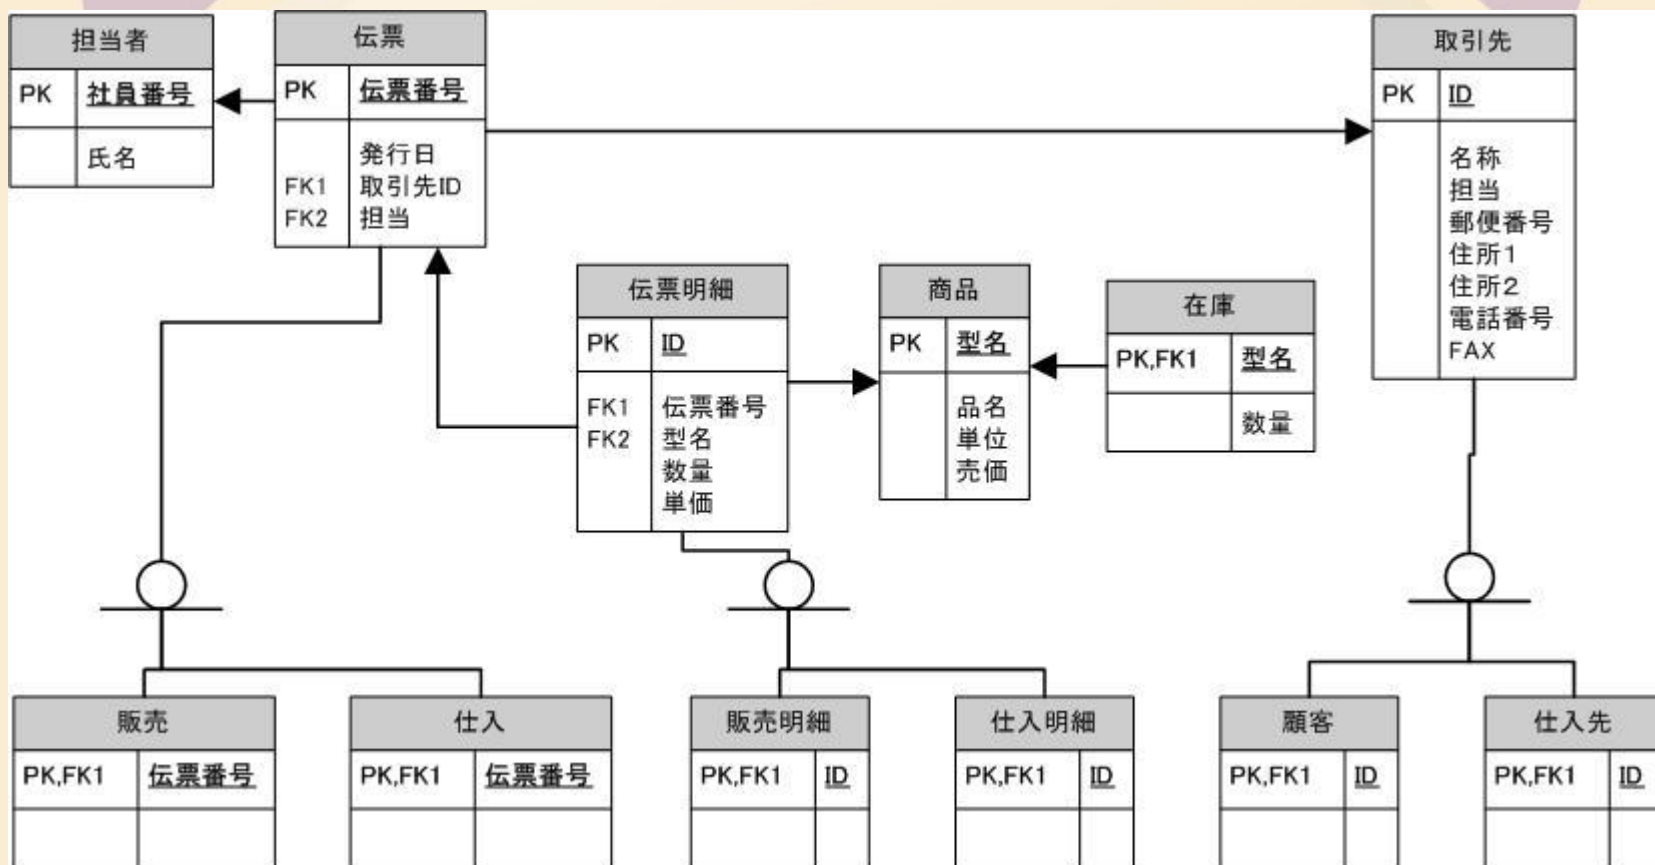 担当者
PK 社員番号
氏名
伝票
PK 伝票番号
発行日
FK1 取引先ID
FK2 担当
取引先
PK ID
名称
担当
郵便番号
住所1
住所2
電話番号
FAX
伝票明細
PK ID
FK1 伝票番号
FK2 型名
数量
単価
商品
PK 型名
品名
単位
売価
在庫
PK,FK1 型名
数量
販売
PK,FK1 伝票番号
仕入
PK,FK1 伝票番号
販売明細
PK,FK1 ID
仕入明細
PK,FK1 ID
顧客
PK,FK1 ID
仕入先
PK,FK1 ID